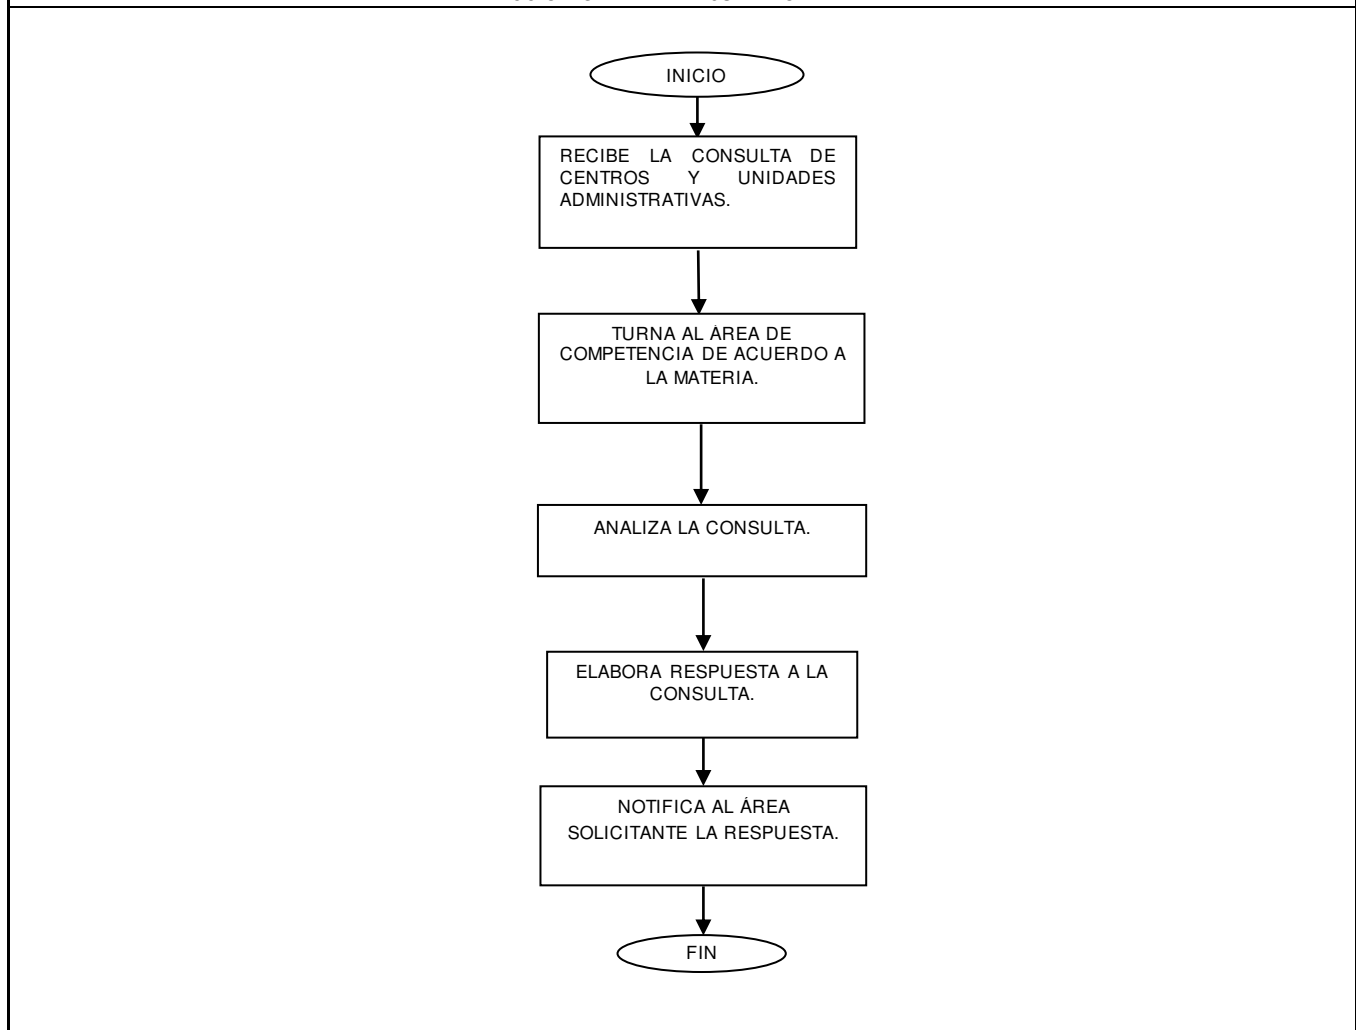 INICIO
RECIBE LA CONSULTA DE
CENTROS Y UNIDADES
ADMINISTRATIVAS.
TURNA AL ÁREA DE
COMPETENCIA DE ACUERDO A
LA MATERIA.
ANALIZA LA CONSULTA.
ELABORA RESPUESTA A LA
CONSULTA.
NOTIFICA AL ÁREA
SOLICITANTE LA RESPUESTA.
FIN